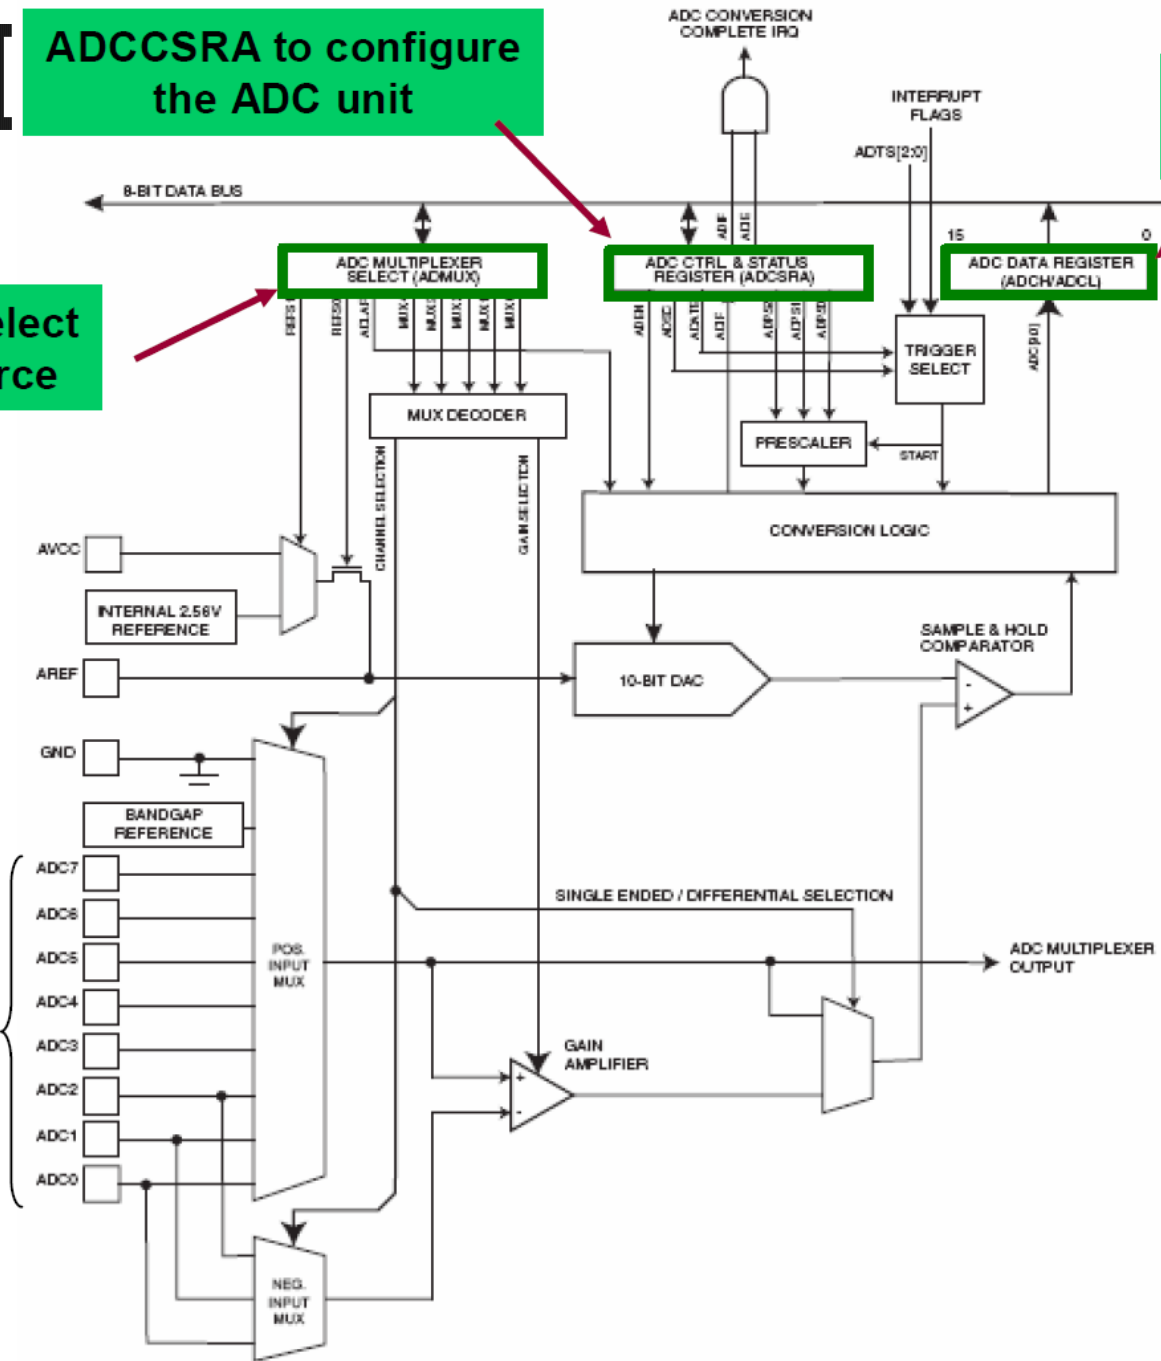 ADCCSRA to configure
the ADC unit
ADC CONVERSION
COMPLETE IRQ
INTERRUPT
FLAGS
ADTS[2:0]
8-BIT DATA BUS
ADIF
ADIE
15
0
ADC MULTIPLEXER
SELECT (ADMUX)
ADC CTRL & STATUS
REGISTER (ADCSRA)
ADC DATA REGISTER
(ADCH/ADCL)
elect
rce
REFS1
REFS0
ADLAR
MUX4
MUX3
MUX2
MUX1
MUX0
ADEN
ADSC
ADATE
ADIF
ADPS2
ADPS1
ADPS0
TRIGGER
SELECT
ADC[9:0]
MUX DECODER
PRESCALER
START
CHANNEL SELECTION
GAIN SELECTION
CONVERSION LOGIC
AVCC
INTERNAL 2.56V
REFERENCE
SAMPLE & HOLD
COMPARATOR
AREF
10-BIT DAC
-
+
GND
BANDGAP
REFERENCE
ADC7
SINGLE ENDED / DIFFERENTIAL SELECTION
ADC6
ADC5
POS.
INPUT
MUX
ADC MULTIPLEXER
OUTPUT
ADC4
ADC3
GAIN
AMPLIFIER
ADC2
+
-
ADC1
ADC0
NEG.
INPUT
MUX